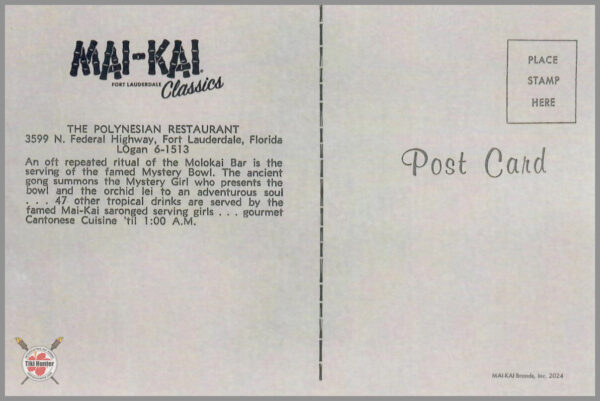 MAI-KAI
FORT LAUDERDALE
Classics
THE POLYNESIAN RESTAURANT
3599 N. Federal Highway, Fort Lauderdale, Florida
LOgan 6-1513
An oft repeated ritual of the Molokai Bar is the
serving of the famed Mystery Bowl. The ancient
gong summons the Mystery Girl who presents the
bowl and the orchid lei to an adventurous soul
. . . 47 other tropical drinks are served by the
famed Mai-Kai saronged serving girls . . . gourmet
Cantonese Cuisine 'til 1:00 A.M.
PLACE
STAMP
HERE
Post Card
Tiki Hunter
MAI-KAI Brands, Inc. 2024